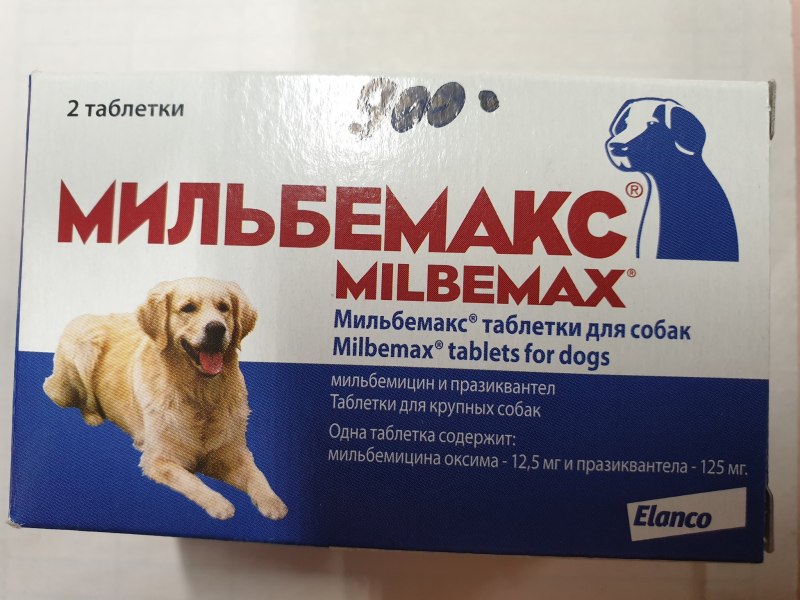 2 таблетки
900.
МИЛЬБЕМАКС®
MILBEMAX®
Мильбемакс® таблетки для собак
Milbemax® tablets for dogs
мильбемицин и празиквантел
Таблетки для крупных собак
Одна таблетка содержит:
мильбемицина оксима - 12,5 мг и празиквантела - 125 мг.
Elanco